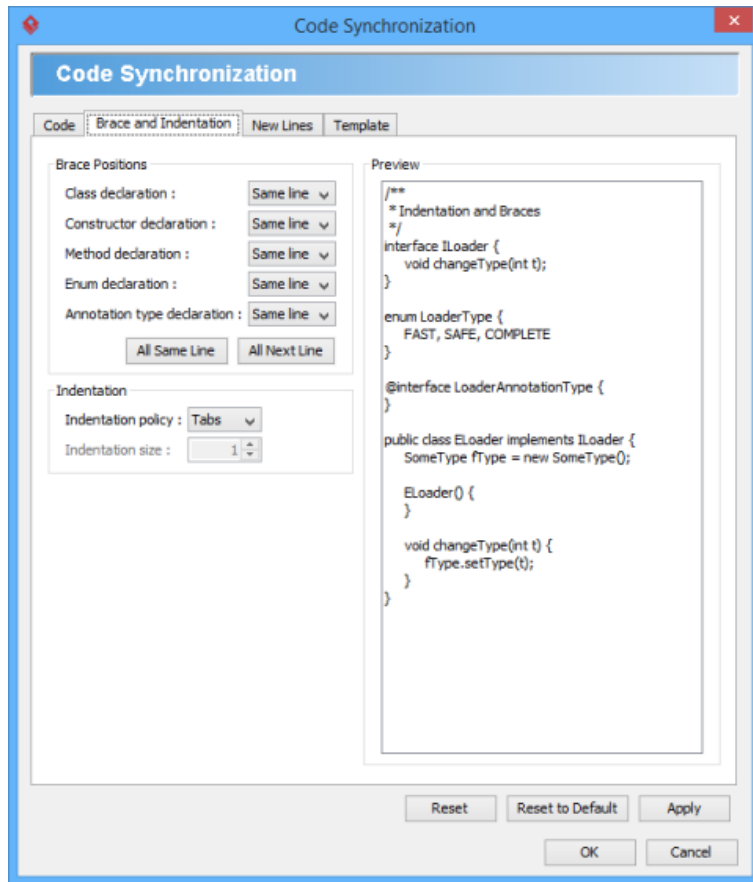 Code Synchronization
Code Synchronization
Code
Brace and Indentation
New Lines
Template
Brace Positions
Class declaration : Same line
Constructor declaration : Same line
Method declaration : Same line
Enum declaration : Same line
Annotation type declaration : Same line
All Same Line
All Next Line
Indentation
Indentation policy : Tabs
Indentation size : 1
Preview
/**
* Indentation and Braces
*/
interface ILoader {
void changeType(int t);
}
enum LoaderType {
FAST, SAFE, COMPLETE
}
@interface LoaderAnnotationType {
}
public class ELoader implements ILoader {
SomeType fType = new SomeType();
ELoader() {
}
void changeType(int t) {
fType.setType(t);
}
}
Reset
Reset to Default
Apply
OK
Cancel